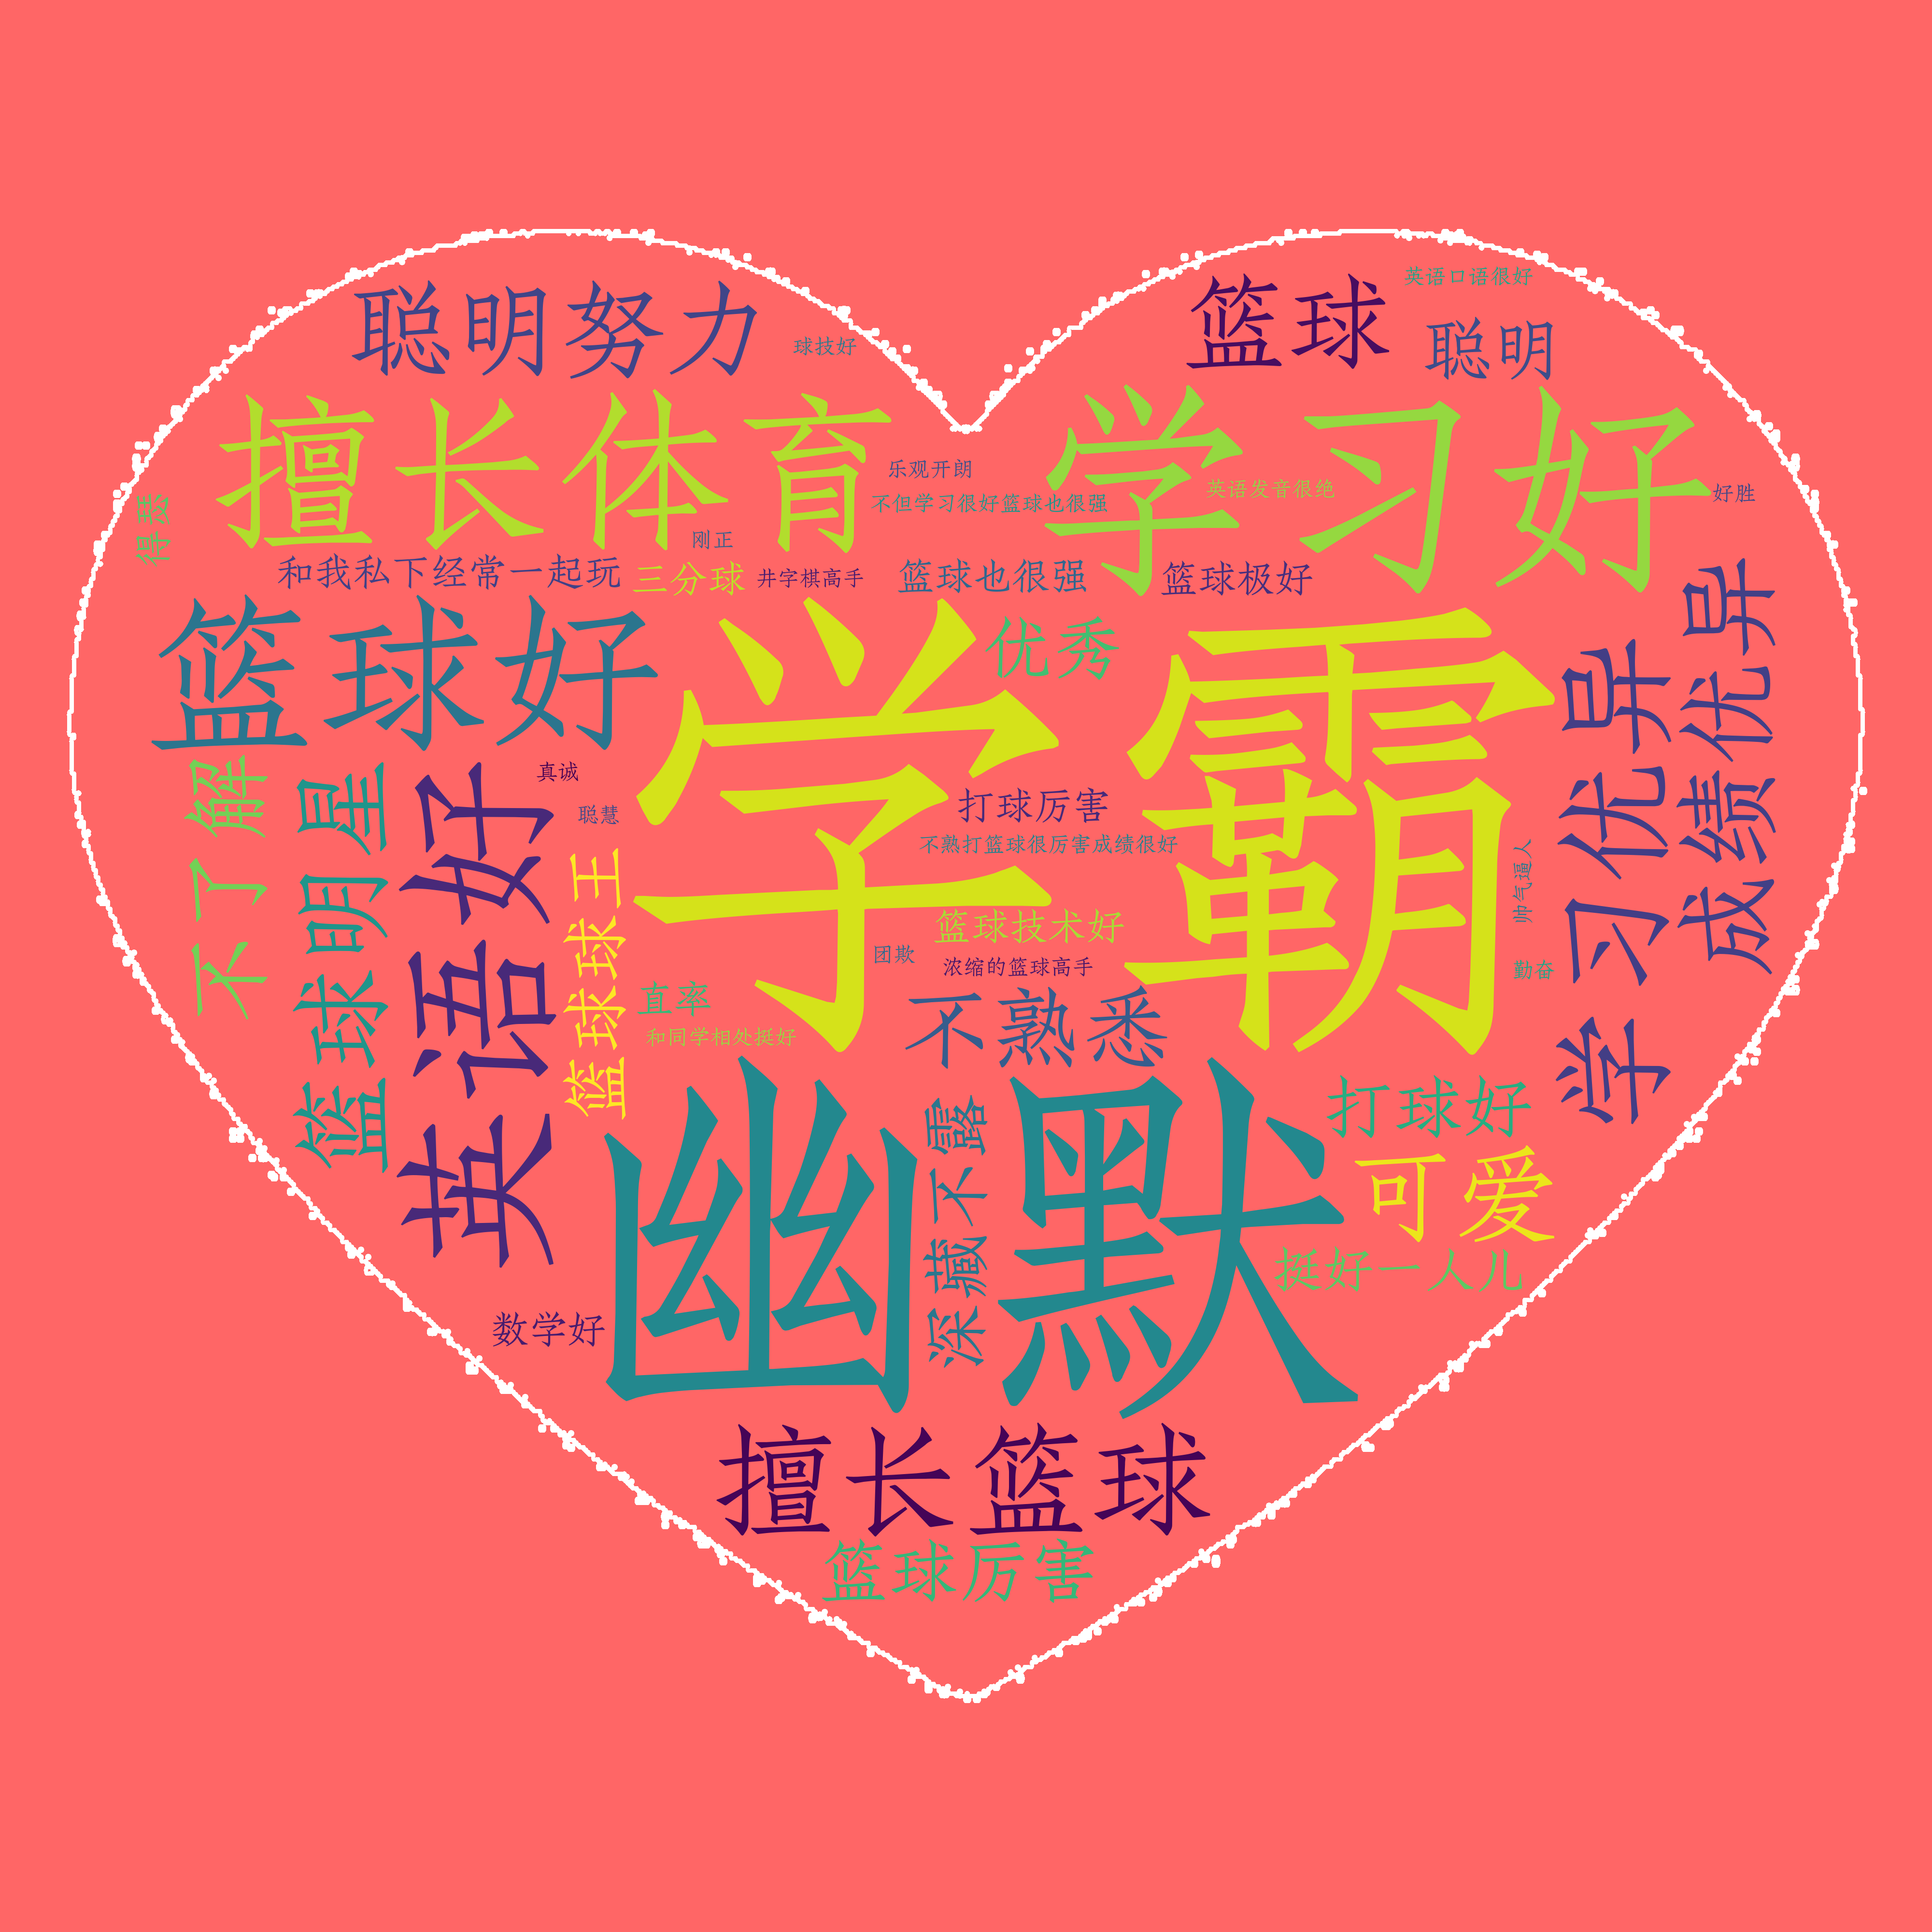 聪明努力
篮球
英语口语很好
聪明
球技好
擅长体育
学习好
乐观开朗
不但学习很好篮球也很强
英语发音很绝
好胜
得瑟
刚正
和我私下经常一起玩
三分球
井字棋高手
篮球也很强
篮球极好
篮球好
学霸
优秀
学习优异
成绩优异
不了解
篮球明星
英语好
真诚
聪慧
打球厉害
不熟打篮球很厉害成绩很好
篮球球王
帅气逼人
篮球技术好
团欺
浓缩的篮球高手
勤奋
直率
和同学相处挺好
不熟悉
幽默
深藏不露
打球好
可爱
挺好一人儿
数学好
擅长篮球
篮球厉害